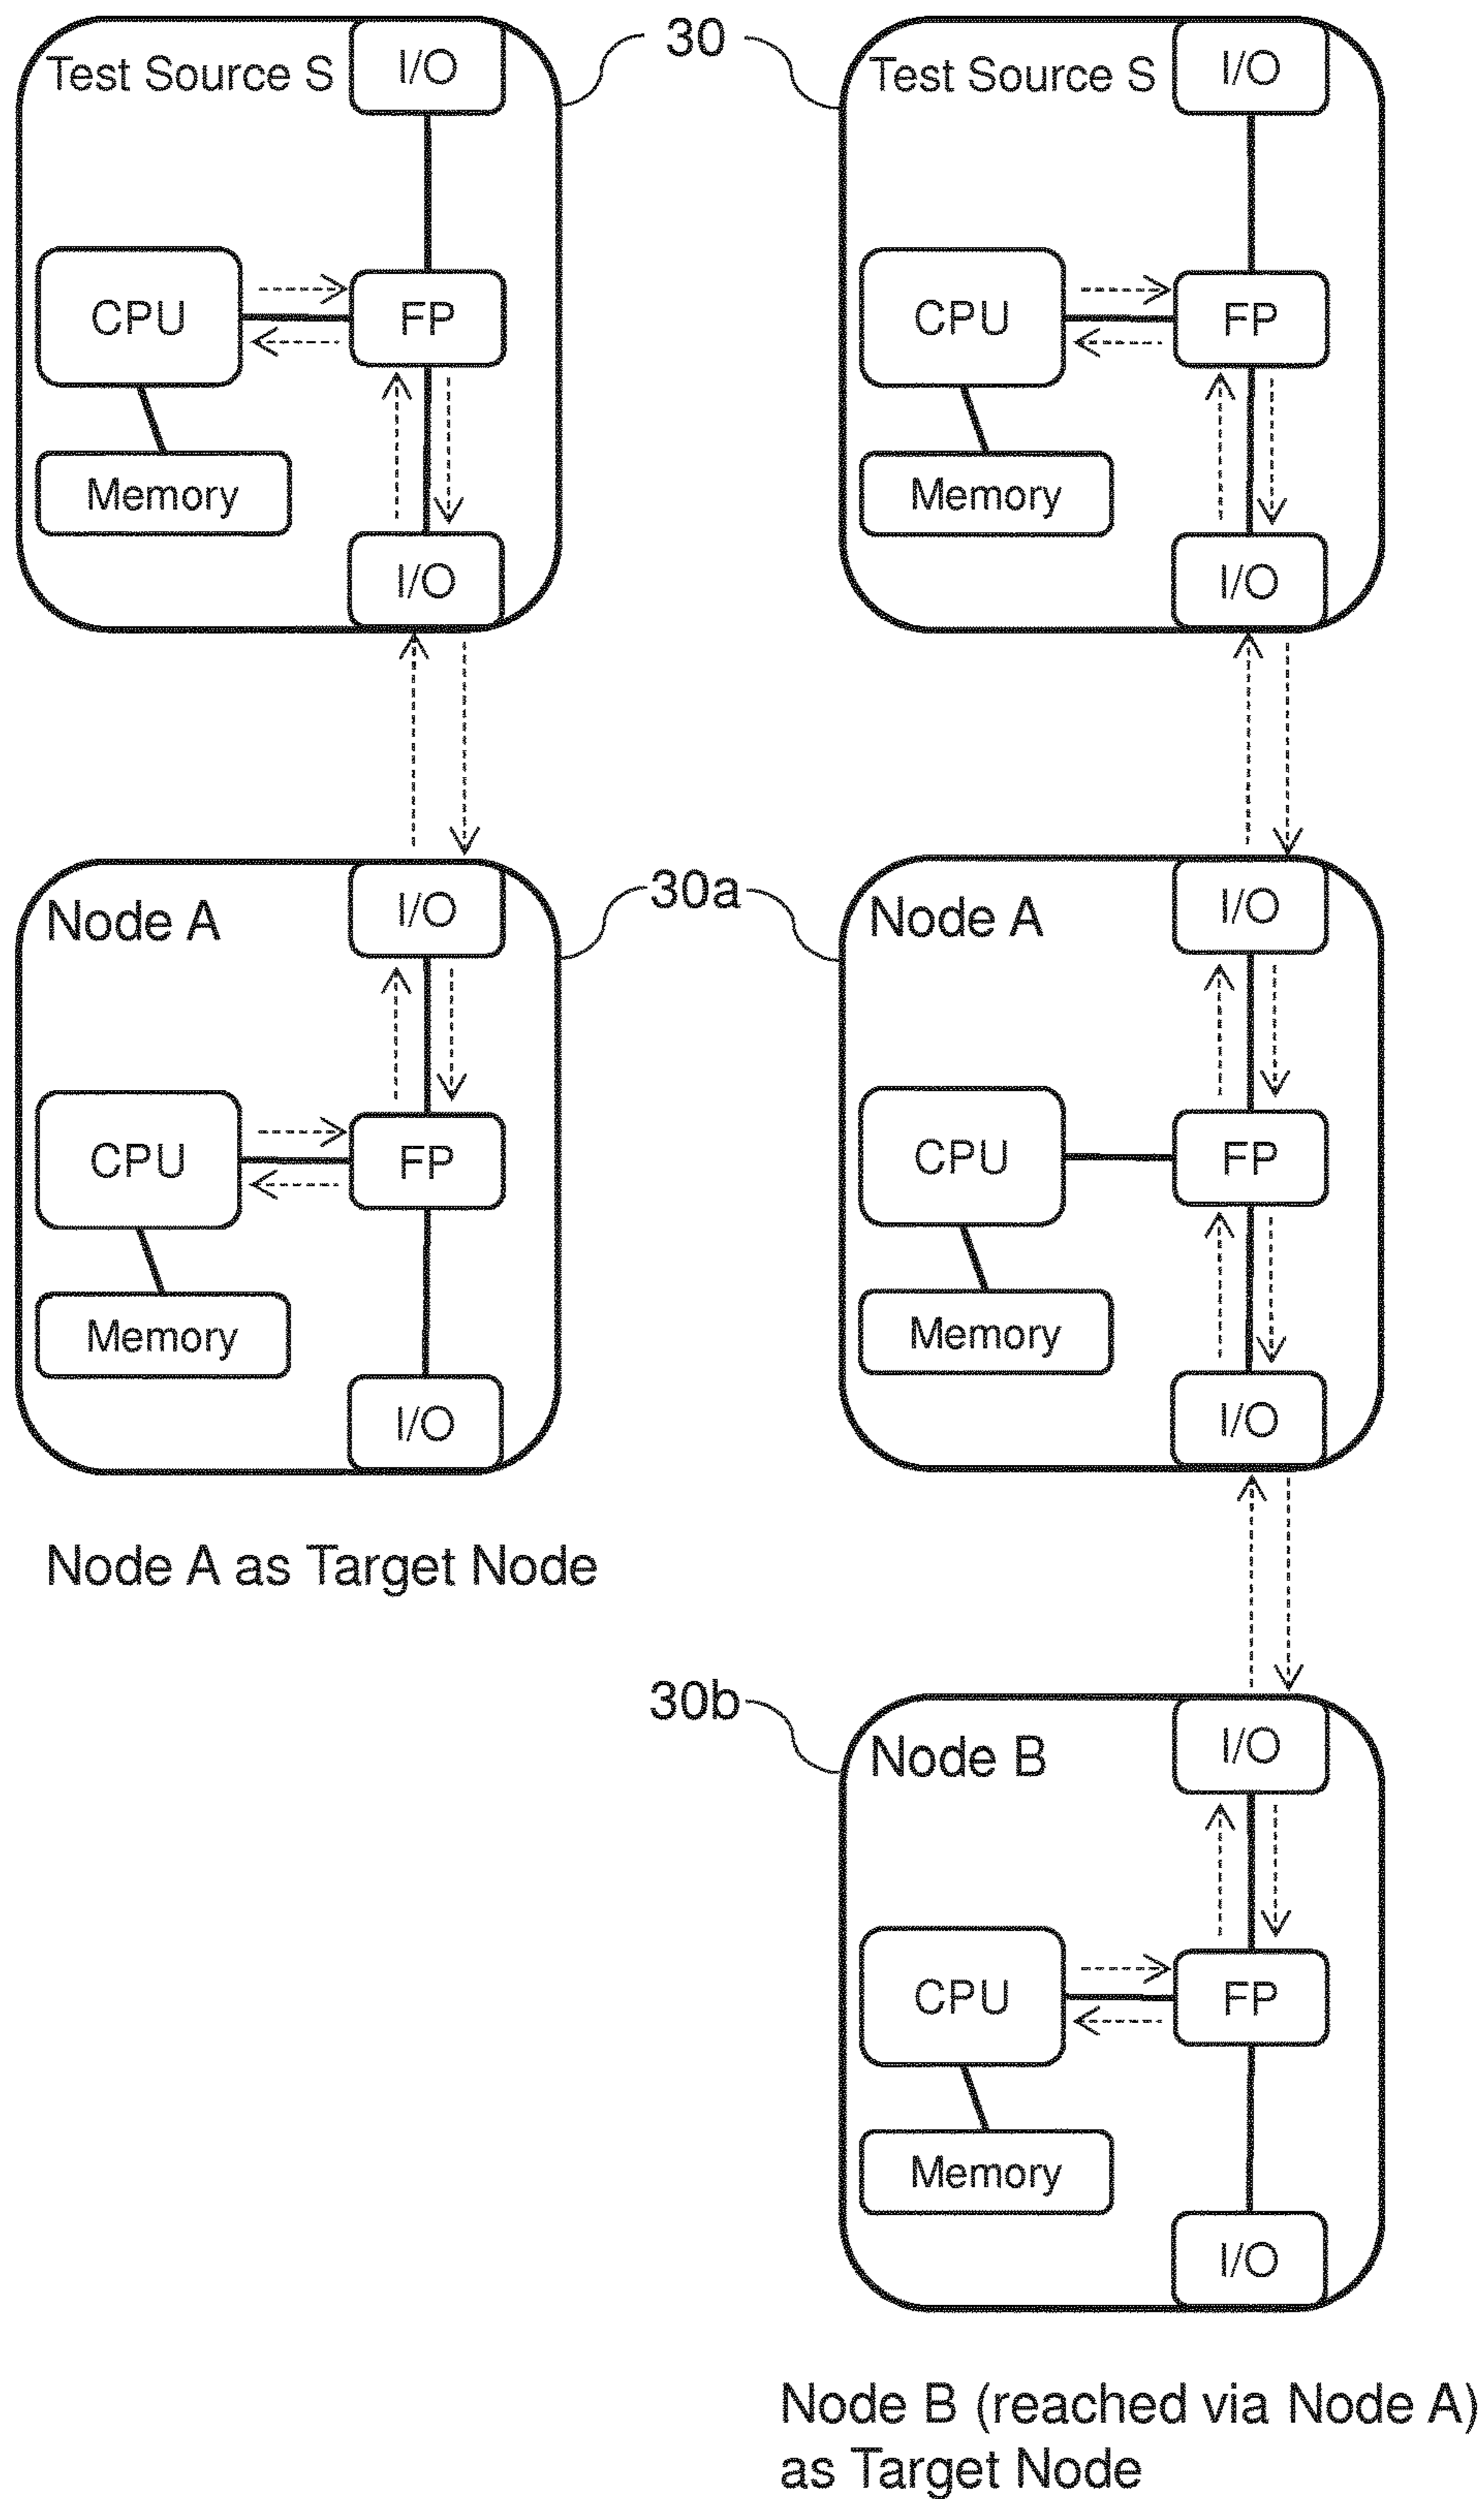 Test Source S
I/O
30
Test Source S
I/O
CPU
FP
CPU
FP
Memory
Memory
I/O
I/O
Node A
I/O
30a
Node A
I/O
CPU
FP
CPU
FP
Memory
Memory
I/O
I/O
Node A as Target Node
30b
Node B
I/O
CPU
FP
Memory
I/O
Node B (reached via Node A)
as Target Node